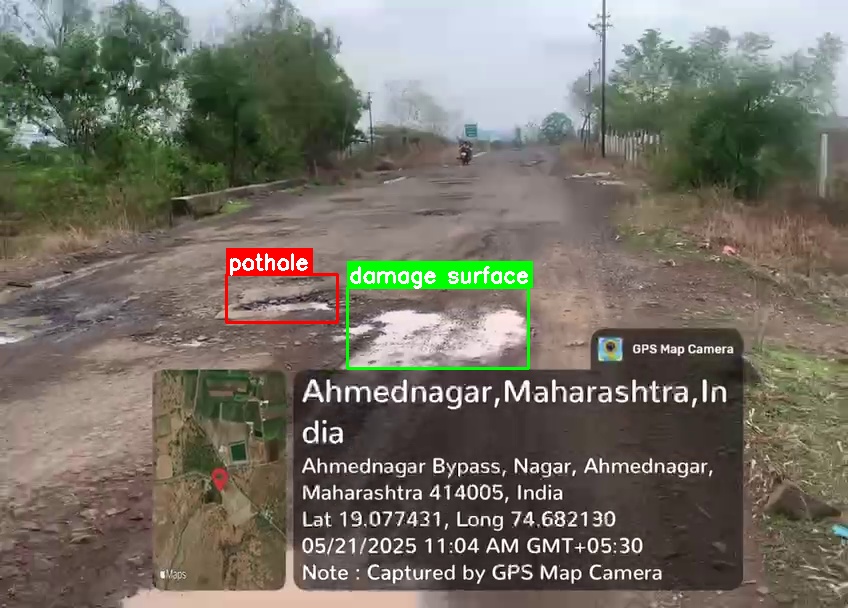 pothole
damage surface
GPS Map Camera
Ahmednagar,Maharashtra,In
dia
Ahmednagar Bypass, Nagar, Ahmednagar,
Maharashtra 414005, India
Lat 19.077431, Long 74.682130
05/21/2025 11:04 AM GMT+05:30
Note : Captured by GPS Map Camera
Maps